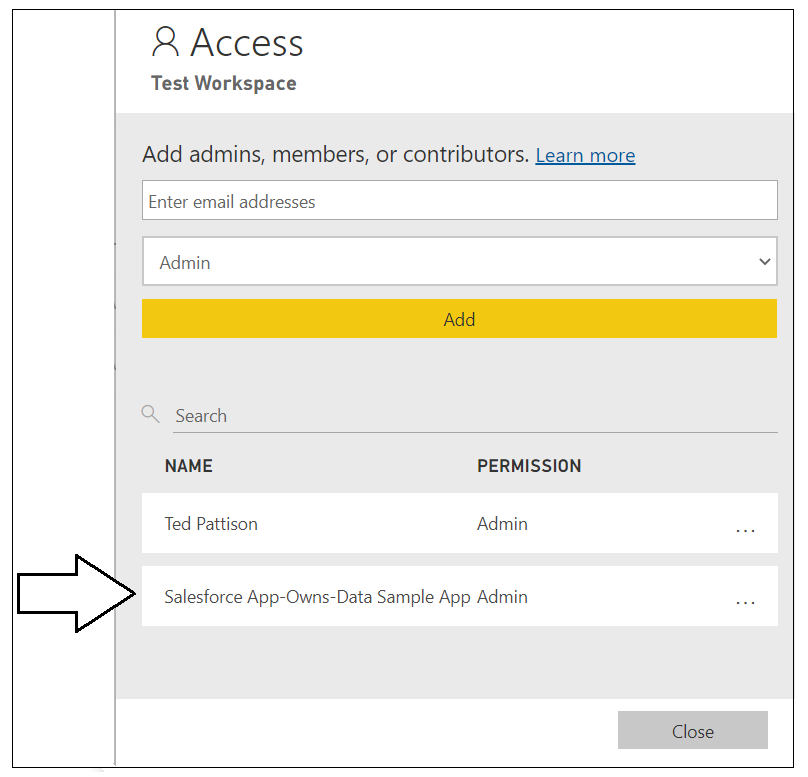 Access
Test Workspace
Add admins, members, or contributors. Learn more
Enter email addresses
Admin
Add
Search
NAME PERMISSION
Ted Pattison Admin ...
Salesforce App-Owns-Data Sample App Admin ...
Close